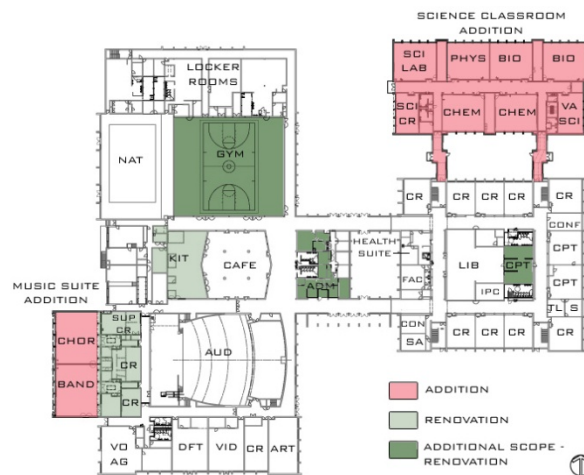 SCIENCE CLASSROOM
ADDITION
SCI
LAB
PHYS
BIO
BIO
SCI
CR
CHEM
CHEM
VA
SCI
LOCKER
ROOMS
NAT
GYM
CR
CR
CR
CR
CR
CONF
CPT
CPT
CPT
TL
S
LIB
IPC
HEALTH
SUITE
FAC
ADM
KIT
CAFE
CON
SA
CR
CR
CR
CR
MUSIC SUITE
ADDITION
SUP
CR
CHOR
BAND
CR
CR
AUD
VO
AG
DFT
VID
CR
ART
ADDITION
RENOVATION
ADDITIONAL SCOPE -
RENOVATION